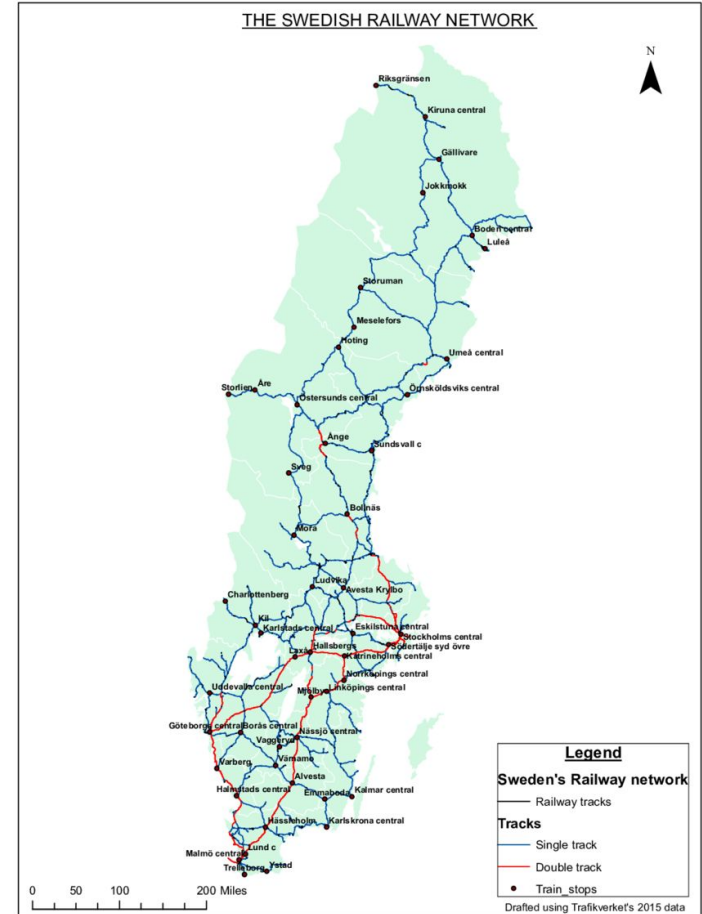 THE SWEDISH RAILWAY NETWORK
N
Riksgränsen
Kiruna central
Gällivare
Jokkmokk
Boden central
Luleå
Storuman
Meselefors
Hoting
Umeå central
Storlien
Åre
Örnsköldsviks central
Östersunds central
Ånge
Sundsvall c
Sveg
Bollnäs
Mora
Ludvika
Avesta Krylbo
Charlottenberg
Kil
Karlstads central
Eskilstuna central
Stockholms central
Södertälje syd övre
Hallsbergs
Laxå
Katrineholms central
Norrköpings central
Uddevalla central
Linköpings central
Mjölby
Göteborgs central
Borås central
Nässjö central
Vaggeryd
Värnamo
Varberg
Alvesta
Halmstads central
Emmaboda
Kalmar central
Hässleholm
Karlskrona central
Lund c
Malmö central
Ystad
Trelleborg
Legend
Sweden's Railway network
Railway tracks
Tracks
Single track
Double track
Train_stops
0 50 100 200 Miles
Drafted using Trafikverket's 2015 data